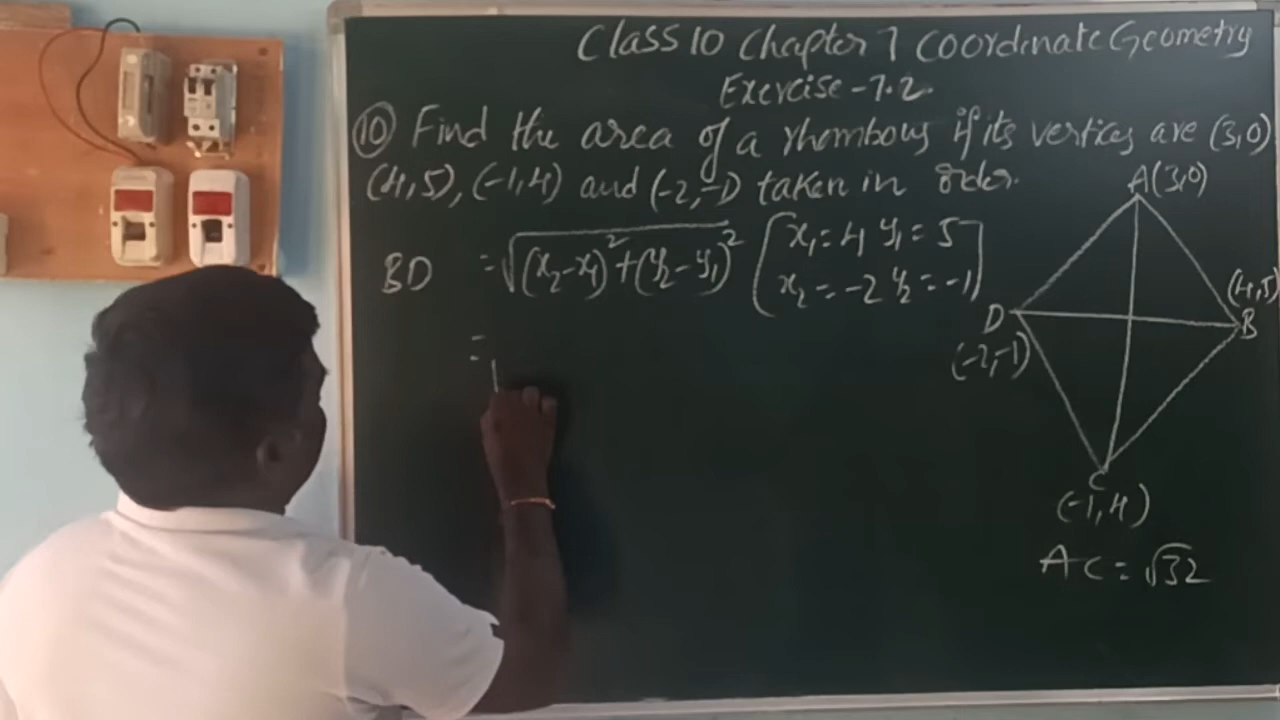 Class 10 Chapter 7 Coordinate Geometry
Exercise-7.2.
⑩ Find the area of a rhombous if its vertices are (3,0)
(4,5), (-1,4) and (-2,-1) taken in order.
A(3,0)
BD = √(x₂-x₁)²+(y₂-y₁)² [x₁=4 y₁=5
x₂=-2 y₂=-1]
=
(4,5)
D B
(-2,-1)
C
(-1,4)
AC=√32